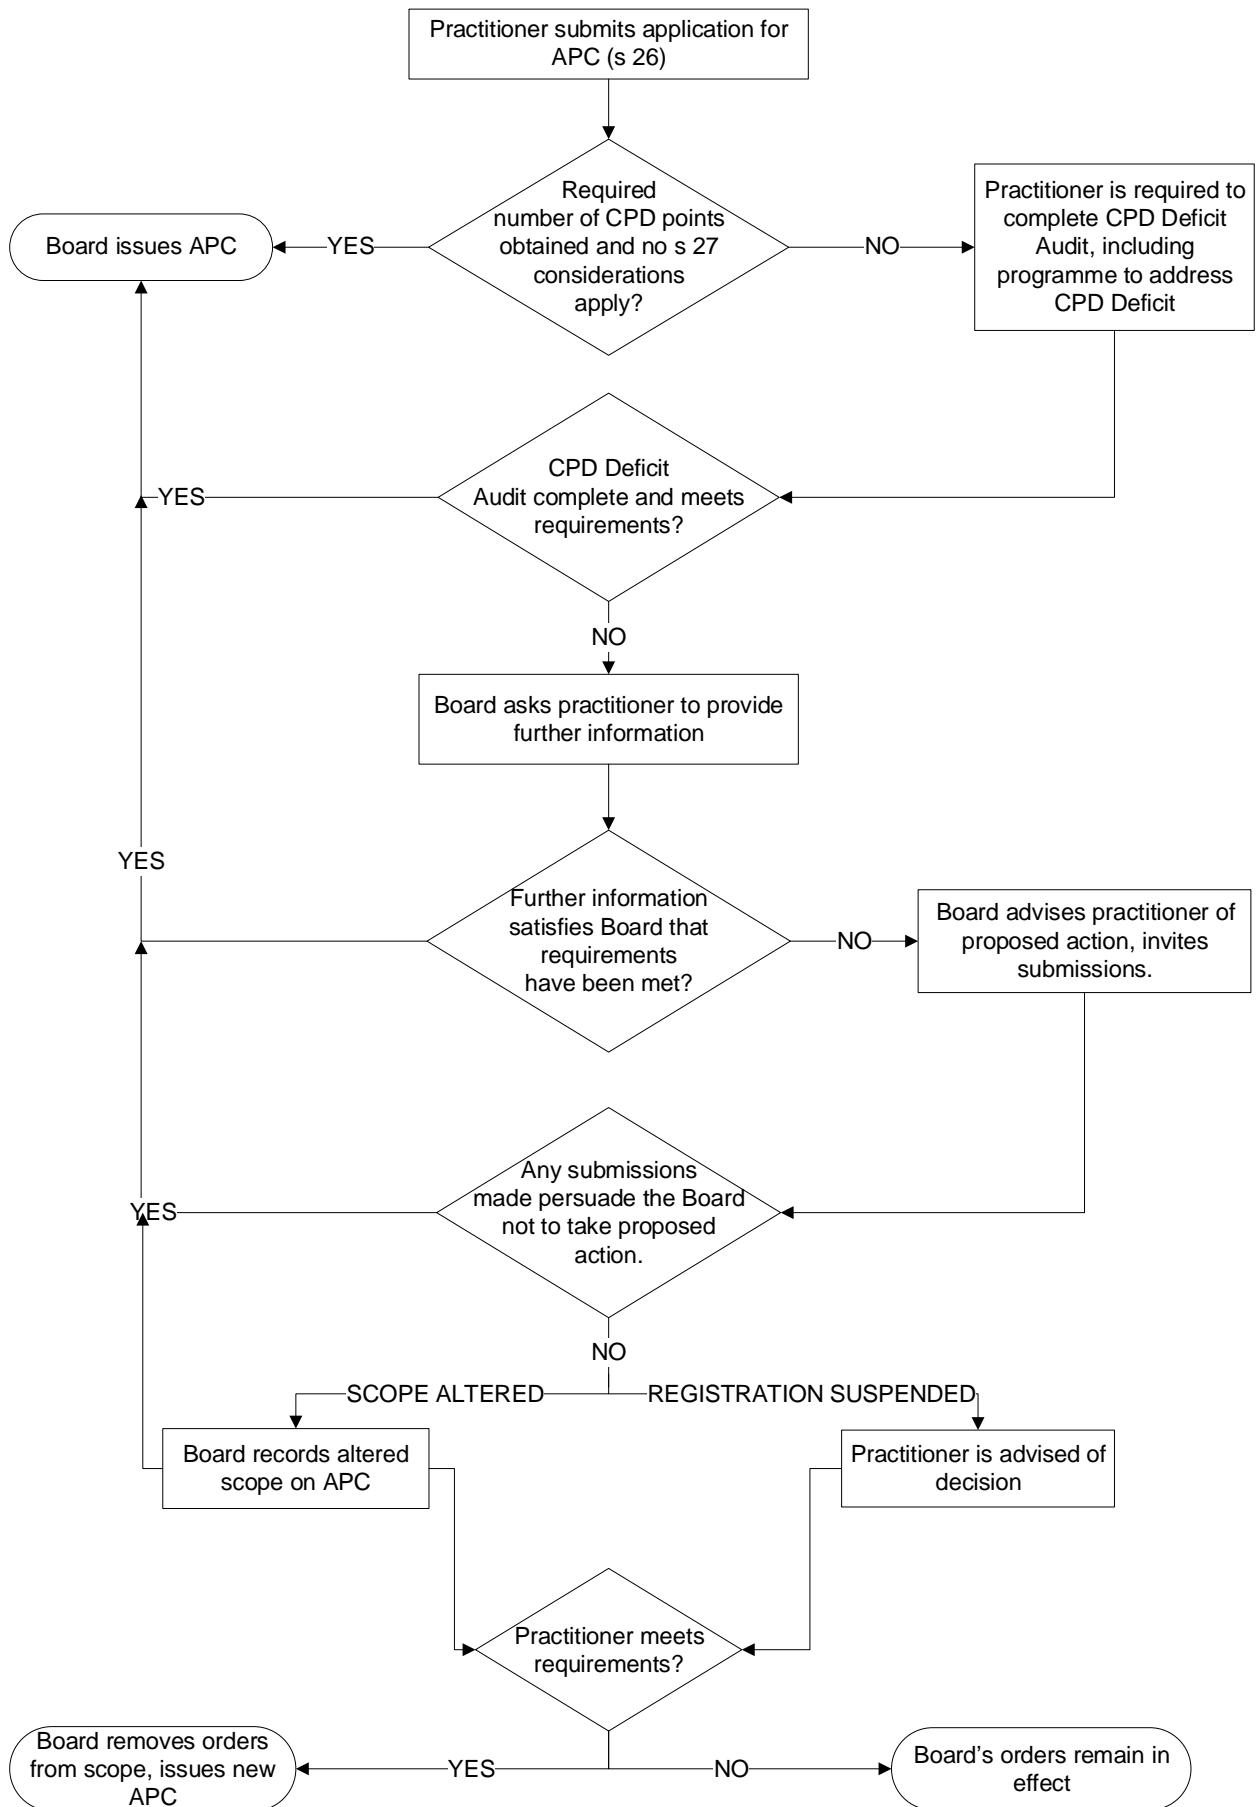 Practitioner submits application for
APC (s 26)
Required
number of CPD points
obtained and no s 27
considerations
apply?
YES
Board issues APC
NO
Practitioner is required to
complete CPD Deficit
Audit, including
programme to address
CPD Deficit
CPD Deficit
Audit complete and meets
requirements?
YES
NO
Board asks practitioner to provide
further information
Further information
satisfies Board that
requirements
have been met?
YES
NO
Board advises practitioner of
proposed action, invites
submissions.
Any submissions
made persuade the Board
not to take proposed
action.
YES
NO
SCOPE ALTERED
REGISTRATION SUSPENDED
Board records altered
scope on APC
Practitioner is advised of
decision
Practitioner meets
requirements?
YES
NO
Board removes orders
from scope, issues new
APC
Board’s orders remain in
effect